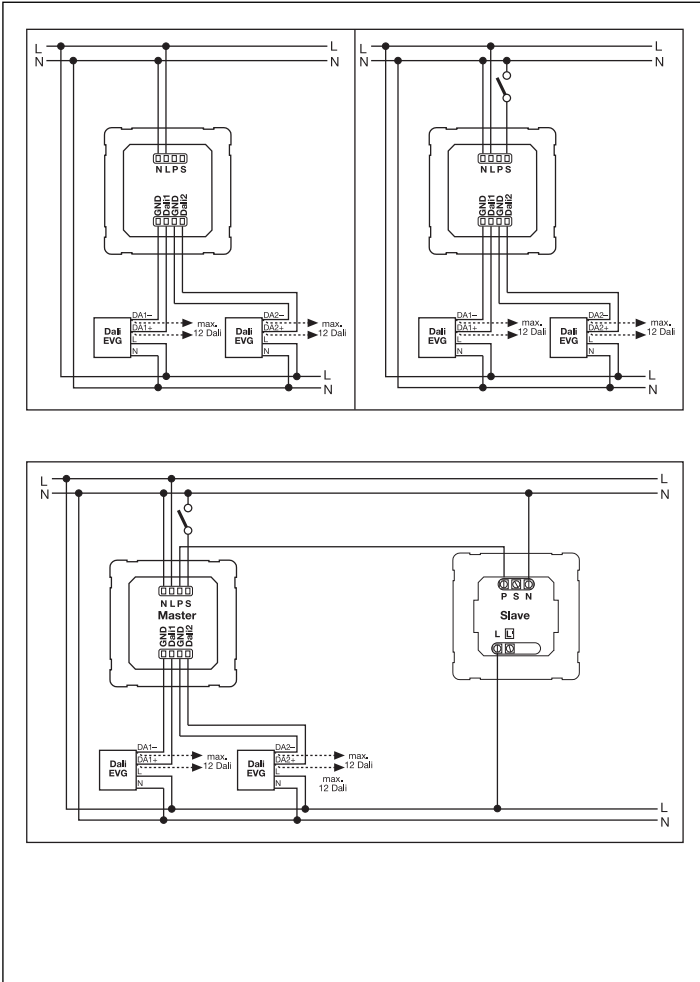 L L
N N
N L P S
GND Dali1 GND Dali2
DA1– DA2–
Dali EVG DA1+ max. 12 Dali Dali EVG DA2+ max. 12 Dali
L L
N N
L
N
L L
N N
N L P S
GND Dali1 GND Dali2
DA1– DA2–
Dali EVG DA1+ max. 12 Dali Dali EVG DA2+ max. 12 Dali
L L
N N
L
N
L L
N N
N L P S
Master
GND Dali1 GND Dali2
P S N
Slave
L L'
DA1– DA2–
Dali EVG DA1+ max. 12 Dali Dali EVG DA2+ max. 12 Dali
L L
N N
max. 12 Dali
L
N